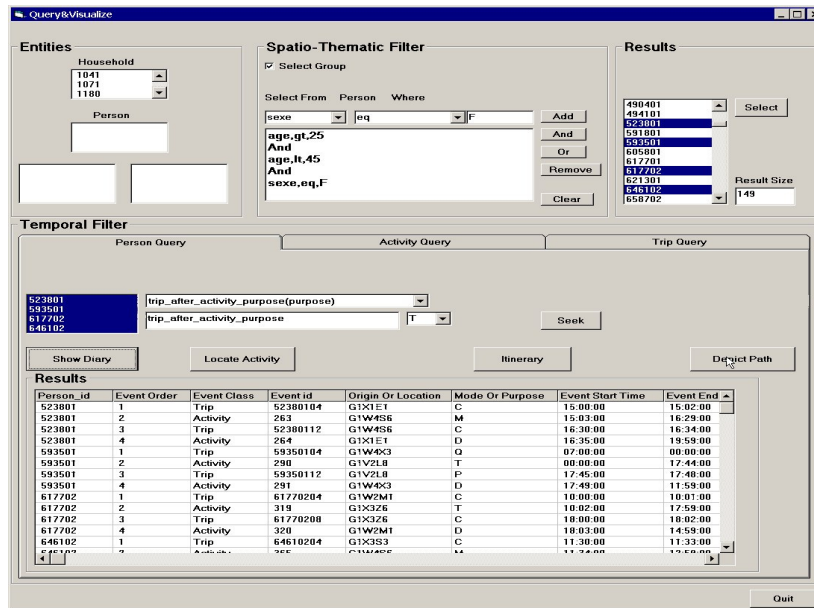 Query&Visualize
Entities
Household
1041
1071
1180
Person
Spatio-Thematic Filter
Select Group
Select From Person Where
sexe eq F
Add
age,gt,25
And
age,lt,45
And
sexe,eq,F
And
Or
Remove
Clear
Results
490401
494101
523801
591801
593501
605801
617701
617702
621301
646102
658702
Select
Result Size
149
Temporal Filter
Person Query Activity Query Trip Query
523801
593501
617702
646102
trip_after_activity_purpose(purpose)
trip_after_activity_purpose T
Seek
Show Diary Locate Activity Itinerary Depict Path
Results
Person_id Event Order Event Class Event id Origin Or Location Mode Or Purpose Event Start Time Event End
523801 1 Trip 52380104 G1X1E1 C 15:00:00 15:02:00
523801 2 Activity 263 G1W4S6 M 15:03:00 16:29:00
523801 3 Trip 52380112 G1W4S6 C 16:30:00 16:34:00
523801 4 Activity 264 G1X1E1 D 16:35:00 19:59:00
593501 1 Trip 59350104 G1W4X3 Q 07:00:00 00:00:00
593501 2 Activity 290 G1V2L8 T 00:00:00 17:44:00
593501 3 Trip 59350112 G1V2L8 P 17:45:00 17:48:00
593501 4 Activity 291 G1W4X3 D 17:49:00 11:59:00
617702 1 Trip 61770204 G1W2M1 C 10:00:00 10:01:00
617702 2 Activity 319 G1X3Z6 T 10:02:00 17:59:00
617702 3 Trip 61770208 G1X3Z6 C 18:00:00 18:02:00
617702 4 Activity 320 G1W2M1 D 18:03:00 14:59:00
646102 1 Trip 64610204 G1X3S3 C 11:30:00 11:33:00
646102 2 Activity 365 G1W4S6 M 11:34:00
Quit